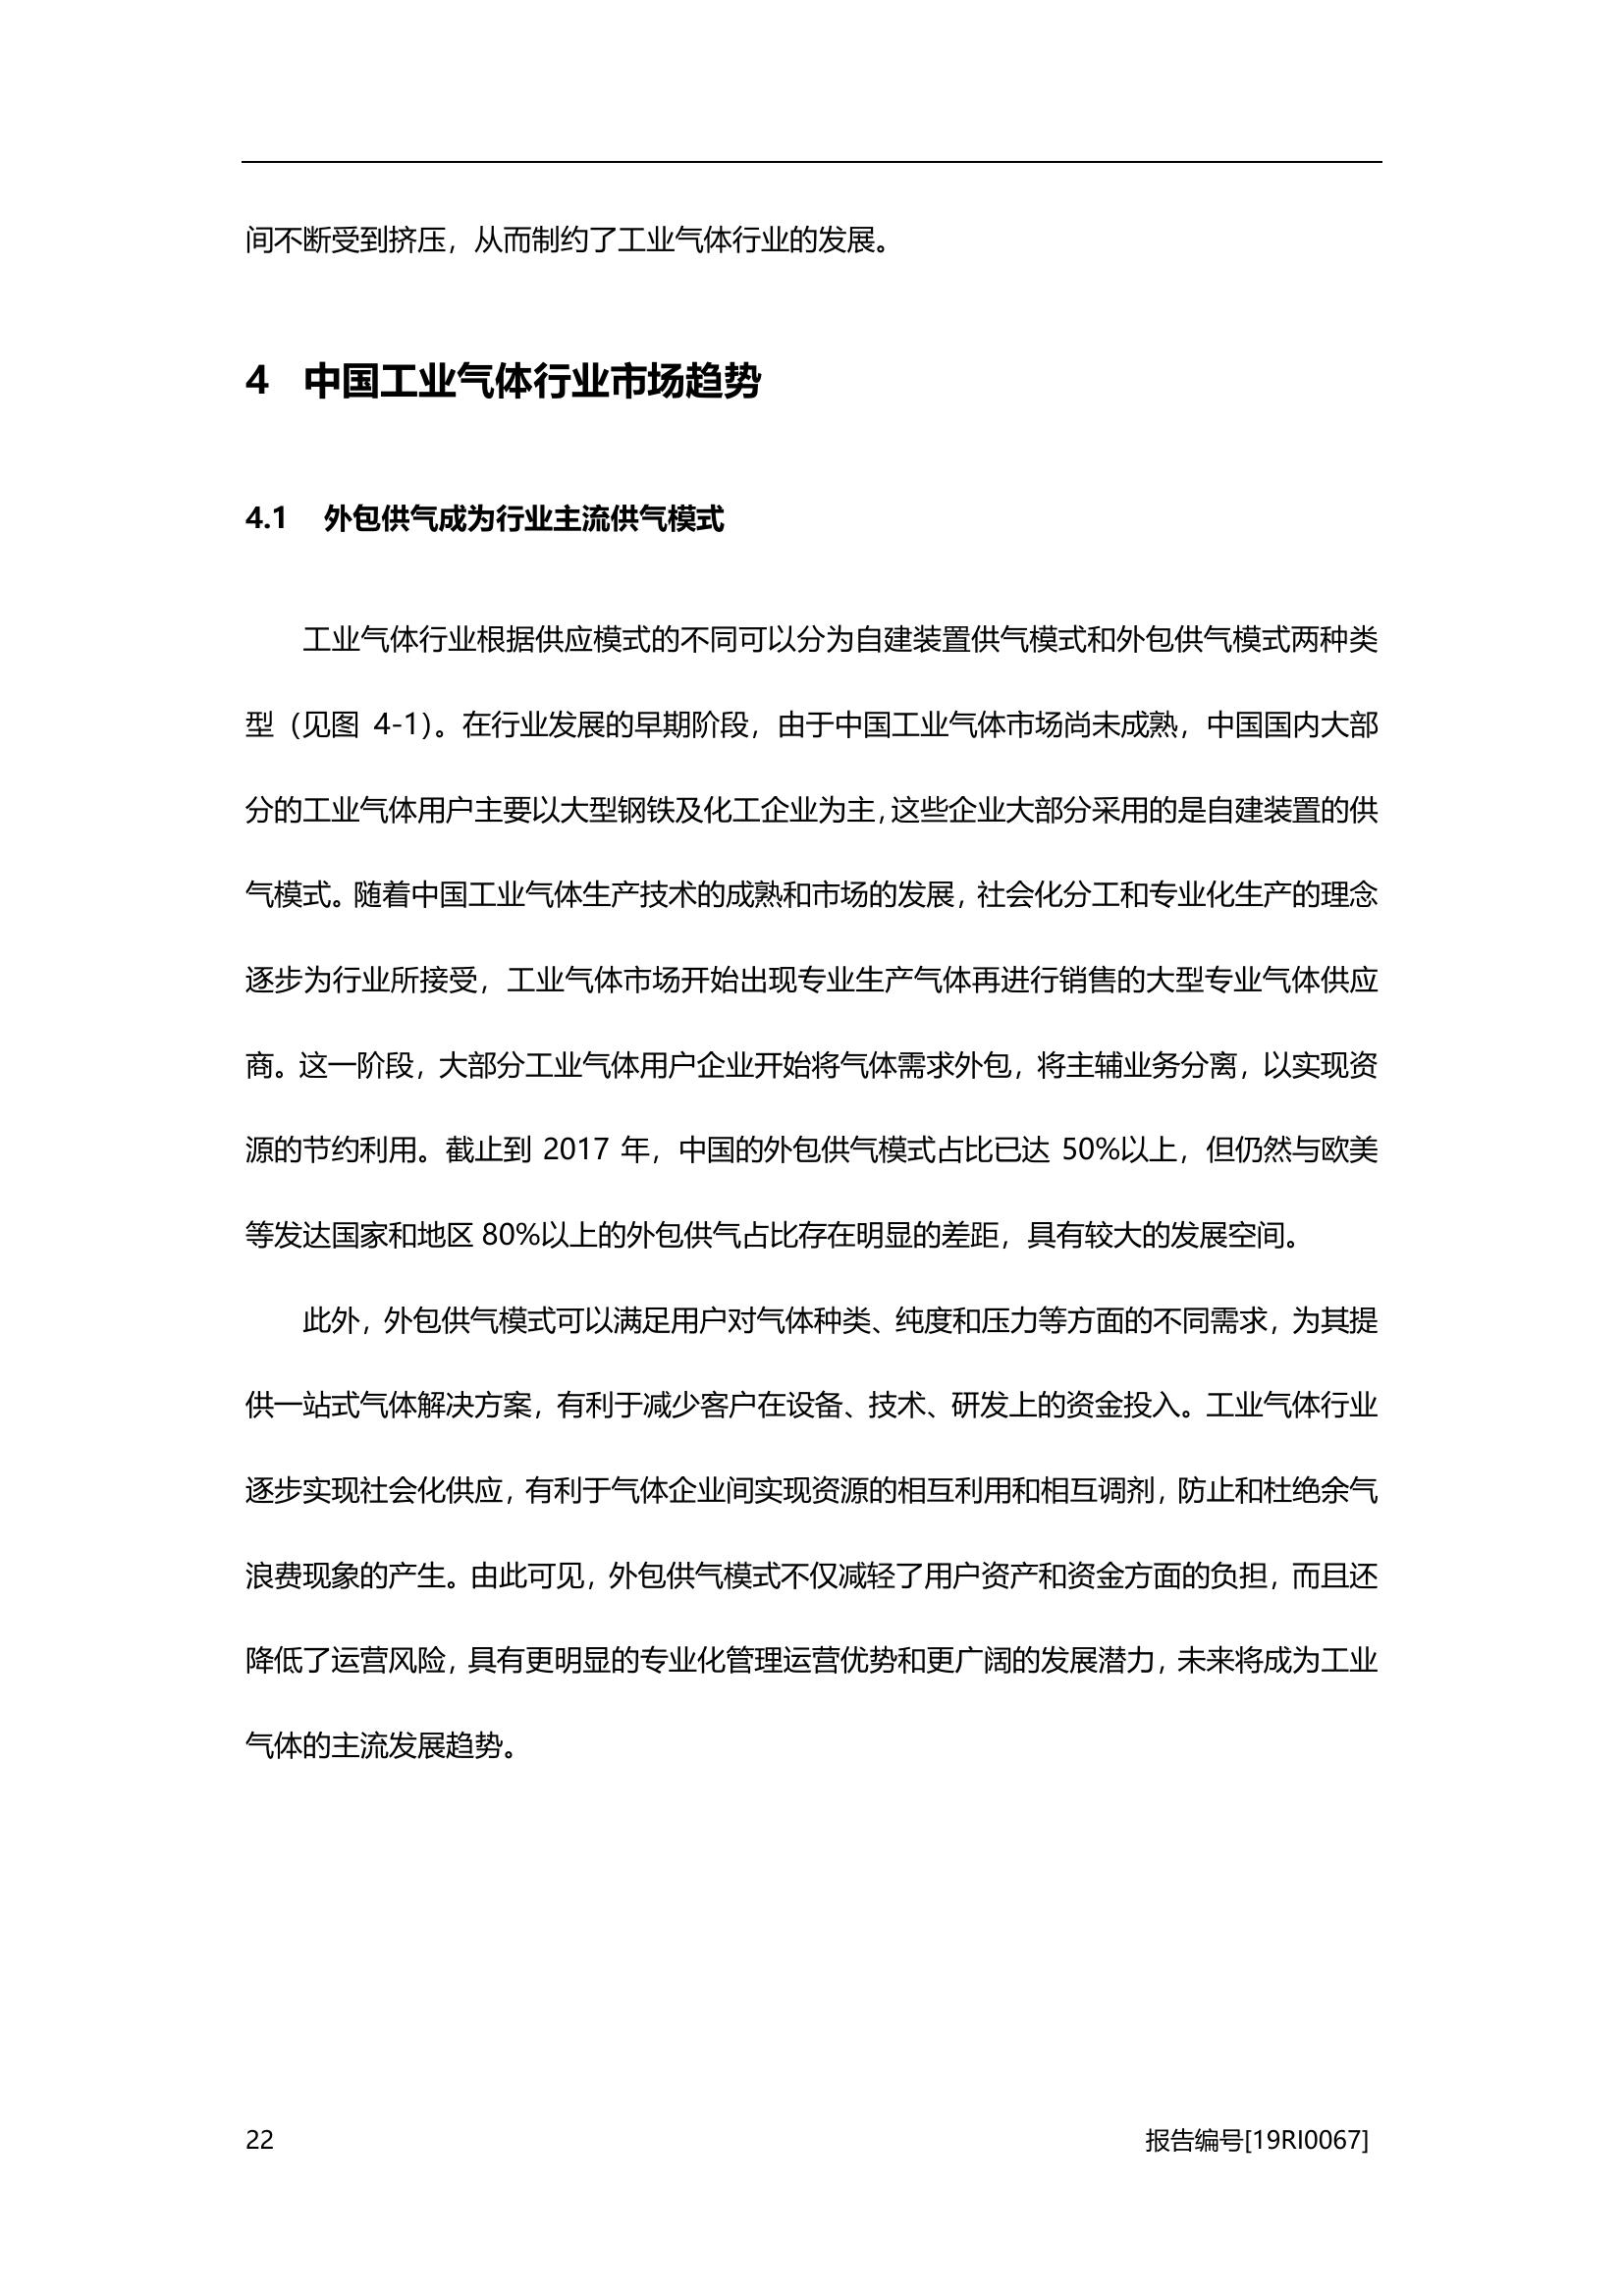 间不断受到挤压，从而制约了工业气体行业的发展。
4 中国工业气体行业市场趋势
4.1 外包供气成为行业主流供气模式
工业气体行业根据供应模式的不同可以分为自建装置供气模式和外包供气模式两种类
型（见图 4-1）。在行业发展的早期阶段，由于中国工业气体市场尚未成熟，中国国内大部
分的工业气体用户主要以大型钢铁及化工企业为主，这些企业大部分采用的是自建装置的供
气模式。随着中国工业气体生产技术的成熟和市场的发展，社会化分工和专业化生产的理念
逐步为行业所接受，工业气体市场开始出现专业生产气体再进行销售的大型专业气体供应
商。这一阶段，大部分工业气体用户企业开始将气体需求外包，将主辅业务分离，以实现资
源的节约利用。截止到 2017 年，中国的外包供气模式占比已达 50%以上，但仍然与欧美
等发达国家和地区 80%以上的外包供气占比存在明显的差距，具有较大的发展空间。
此外，外包供气模式可以满足用户对气体种类、纯度和压力等方面的不同需求，为其提
供一站式气体解决方案，有利于减少客户在设备、技术、研发上的资金投入。工业气体行业
逐步实现社会化供应，有利于气体企业间实现资源的相互利用和相互调剂，防止和杜绝余气
浪费现象的产生。由此可见，外包供气模式不仅减轻了用户资产和资金方面的负担，而且还
降低了运营风险，具有更明显的专业化管理运营优势和更广阔的发展潜力，未来将成为工业
气体的主流发展趋势。
22 报告编号[19RI0067]